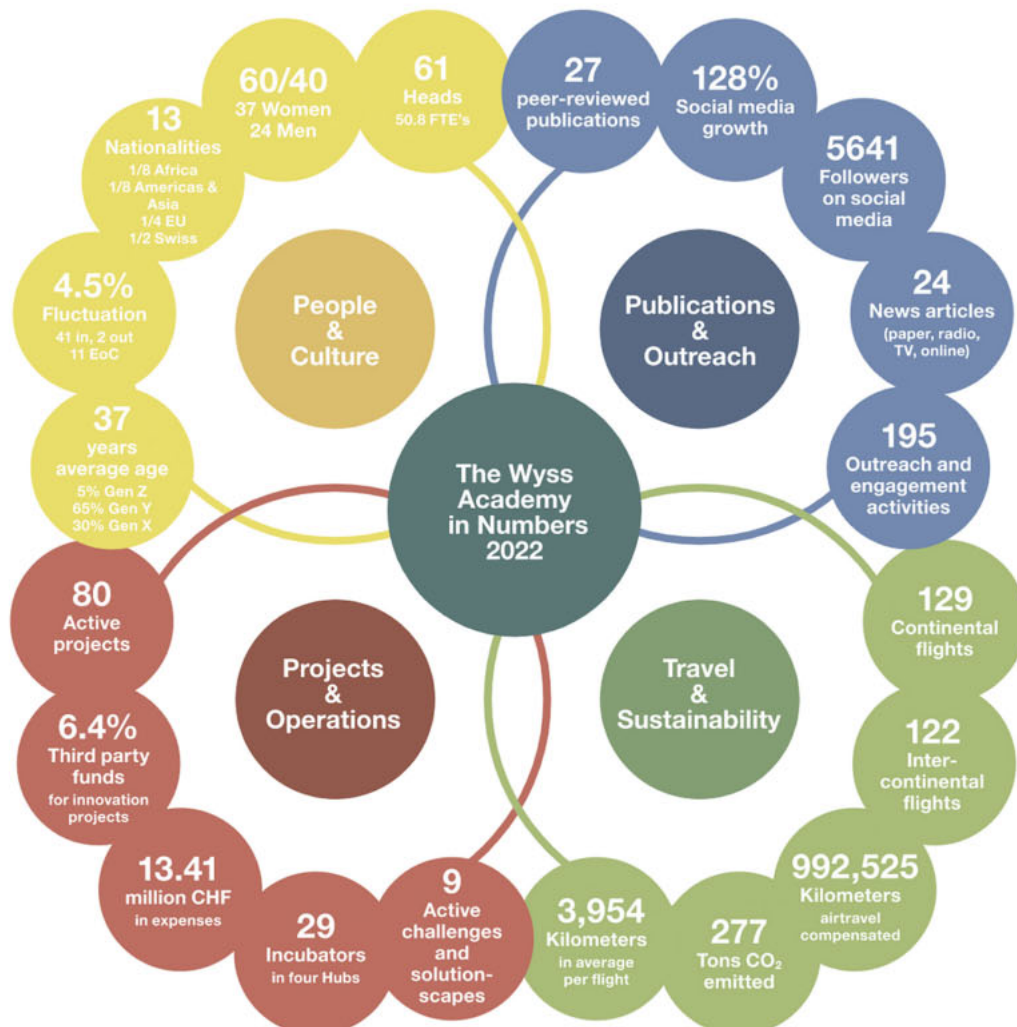 60/40
37 Women
24 Men
61
Heads
50.8 FTE's
27
peer-reviewed
publications
128%
Social media
growth
13
Nationalities
1/8 Africa
1/8 Americas &
Asia
1/4 EU
1/2 Swiss
5641
Followers
on social
media
4.5%
Fluctuation
41 in, 2 out
11 EoC
People
&
Culture
Publications
&
Outreach
24
News articles
(paper, radio,
TV, online)
37
years
average age
5% Gen Z
65% Gen Y
30% Gen X
The Wyss
Academy
in Numbers
2022
195
Outreach and
engagement
activities
80
Active
projects
Projects
&
Operations
Travel
&
Sustainability
129
Continental
flights
6.4%
Third party
funds
for innovation
projects
122
Inter-
continental
flights
13.41
million CHF
in expenses
29
Incubators
in four Hubs
9
Active
challenges
and
solution-
scapes
3,954
Kilometers
in average
per flight
277
Tons CO₂
emitted
992,525
Kilometers
airtravel
compensated